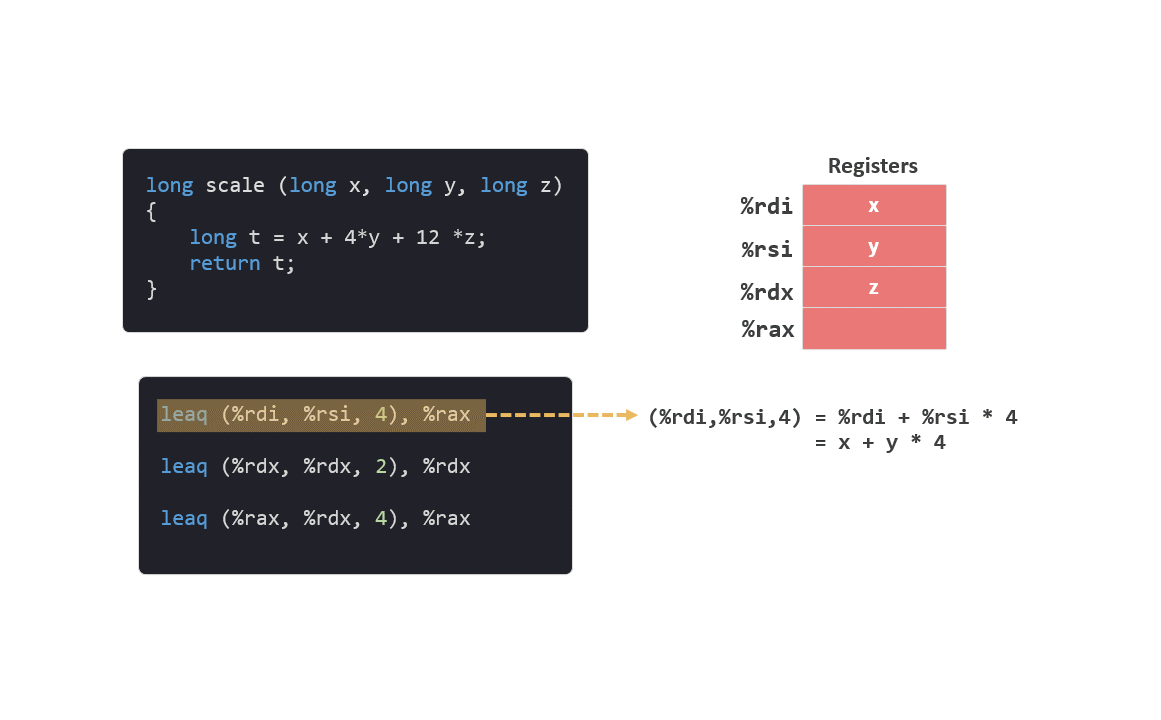 long scale (long x, long y, long z)
{
long t = x + 4*y + 12 *z;
return t;
}
Registers
%rdi x
%rsi y
%rdx z
%rax
leaq (%rdi, %rsi, 4), %rax
leaq (%rdx, %rdx, 2), %rdx
leaq (%rax, %rdx, 4), %rax
(%rdi,%rsi,4) = %rdi + %rsi * 4
= x + y * 4